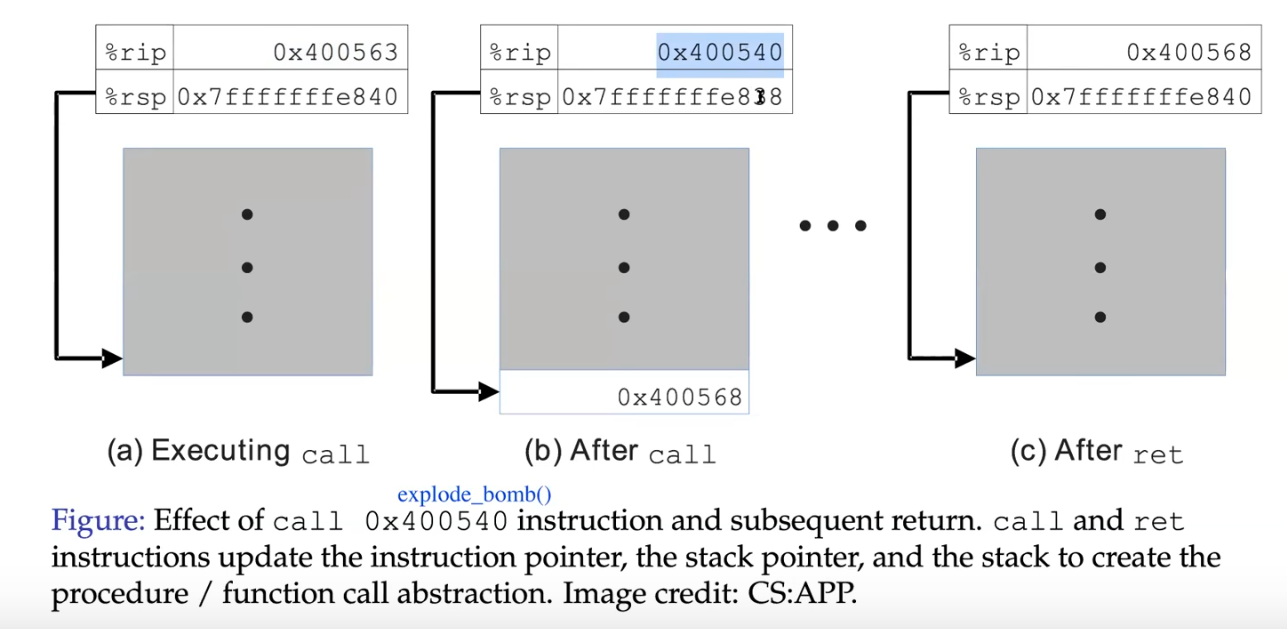 %rip 0x400563 %rip 0x400540 %rip 0x400568
%rsp 0x7fffffffe840 %rsp 0x7fffffffe838 %rsp 0x7fffffffe840
0x400568
(a) Executing call (b) After call (c) After ret
explode_bomb()
Figure: Effect of call 0x400540 instruction and subsequent return. call and ret
instructions update the instruction pointer, the stack pointer, and the stack to create the
procedure / function call abstraction. Image credit: CS:APP.